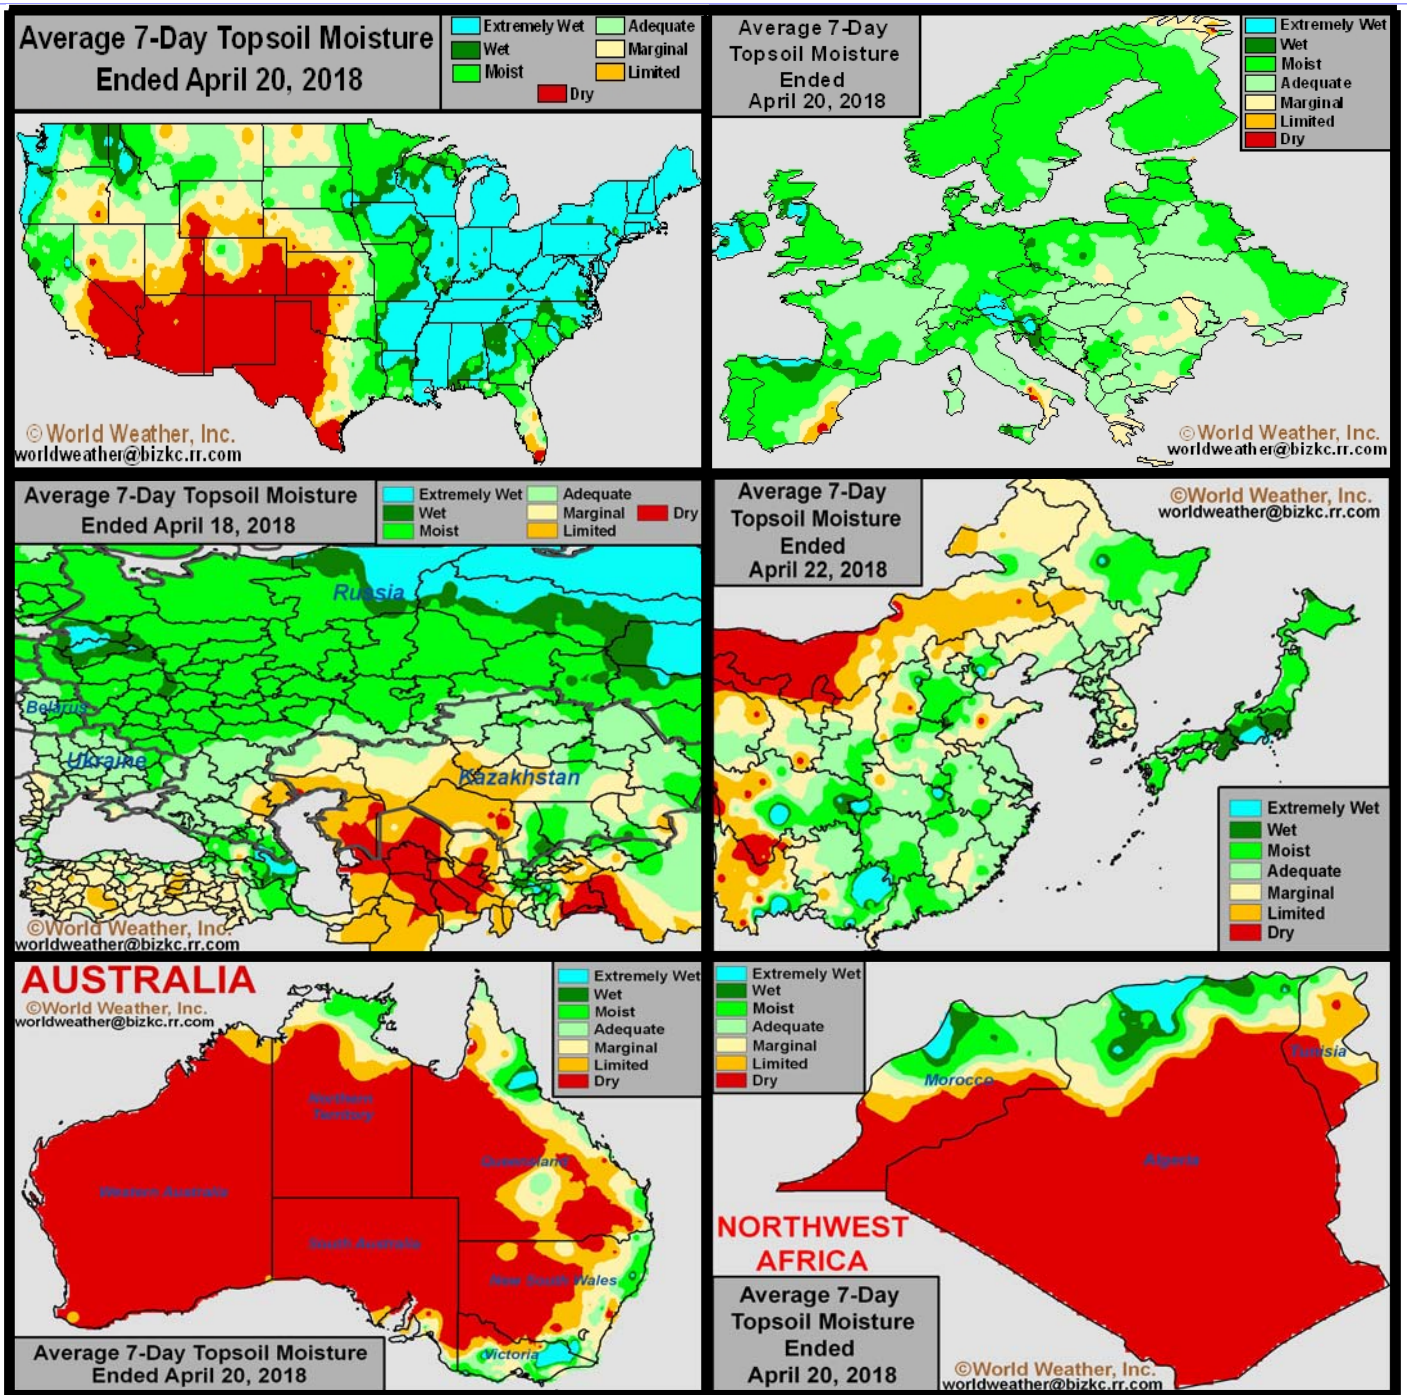 Average 7-Day Topsoil Moisture
Ended April 20, 2018
Extremely Wet
Wet
Moist
Adequate
Marginal
Limited
Dry
© World Weather, Inc.
worldweather@bizkc.rr.com
Average 7-Day
Topsoil Moisture
Ended
April 20, 2018
Extremely Wet
Wet
Moist
Adequate
Marginal
Limited
Dry
© World Weather, Inc.
worldweather@bizkc.rr.com
Average 7-Day Topsoil Moisture
Ended April 18, 2018
Extremely Wet
Wet
Moist
Adequate
Marginal
Limited
Dry
Russia
Belarus
Ukraine
Kazakhstan
©World Weather, Inc.
worldweather@bizkc.rr.com
Average 7-Day
Topsoil Moisture
Ended
April 22, 2018
©World Weather, Inc.
worldweather@bizkc.rr.com
Extremely Wet
Wet
Moist
Adequate
Marginal
Limited
Dry
AUSTRALIA
©World Weather, Inc.
worldweather@bizkc.rr.com
Extremely Wet
Wet
Moist
Adequate
Marginal
Limited
Dry
Northern
Territory
Queensland
Western Australia
South Australia
New South Wales
Victoria
Average 7-Day Topsoil Moisture
Ended April 20, 2018
Extremely Wet
Wet
Moist
Adequate
Marginal
Limited
Dry
Morocco
Tunisia
Algeria
NORTHWEST
AFRICA
Average 7-Day
Topsoil Moisture
Ended
April 20, 2018
©World Weather, Inc.
worldweather@bizkc.rr.com